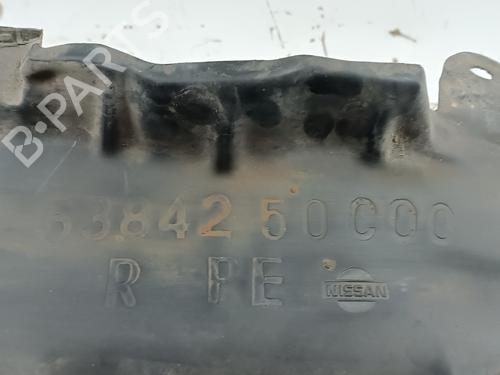 B-PARTS
63842 50C00
R PE
NISSAN